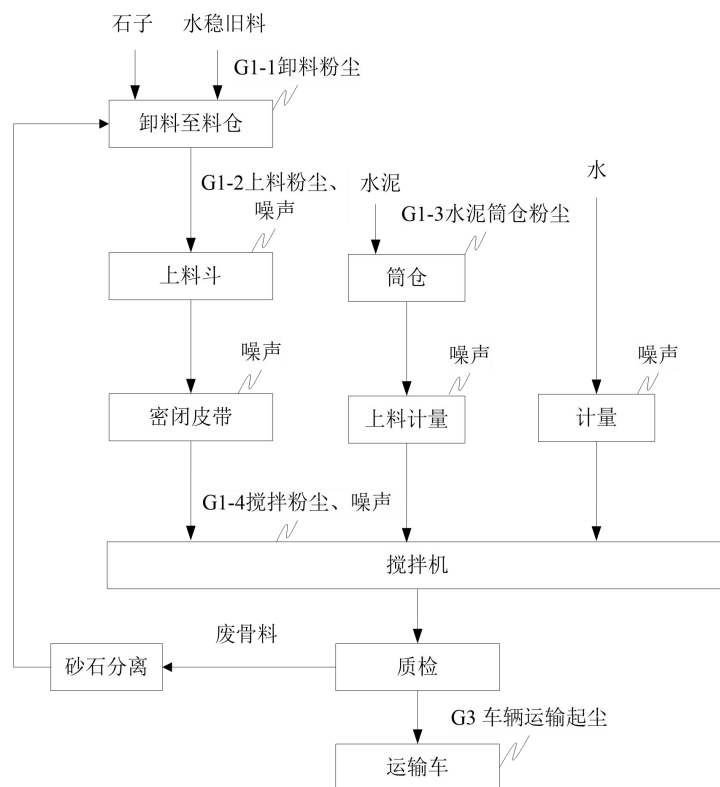 石子
水稳旧料
G1-1卸料粉尘
卸料至料仓
水
G1-2上料粉尘、
噪声
水泥
G1-3水泥筒仓粉尘
上料斗
筒仓
噪声
噪声
噪声
密闭皮带
上料计量
计量
G1-4搅拌粉尘、噪声
搅拌机
废骨料
砂石分离
质检
G3 车辆运输起尘
运输车